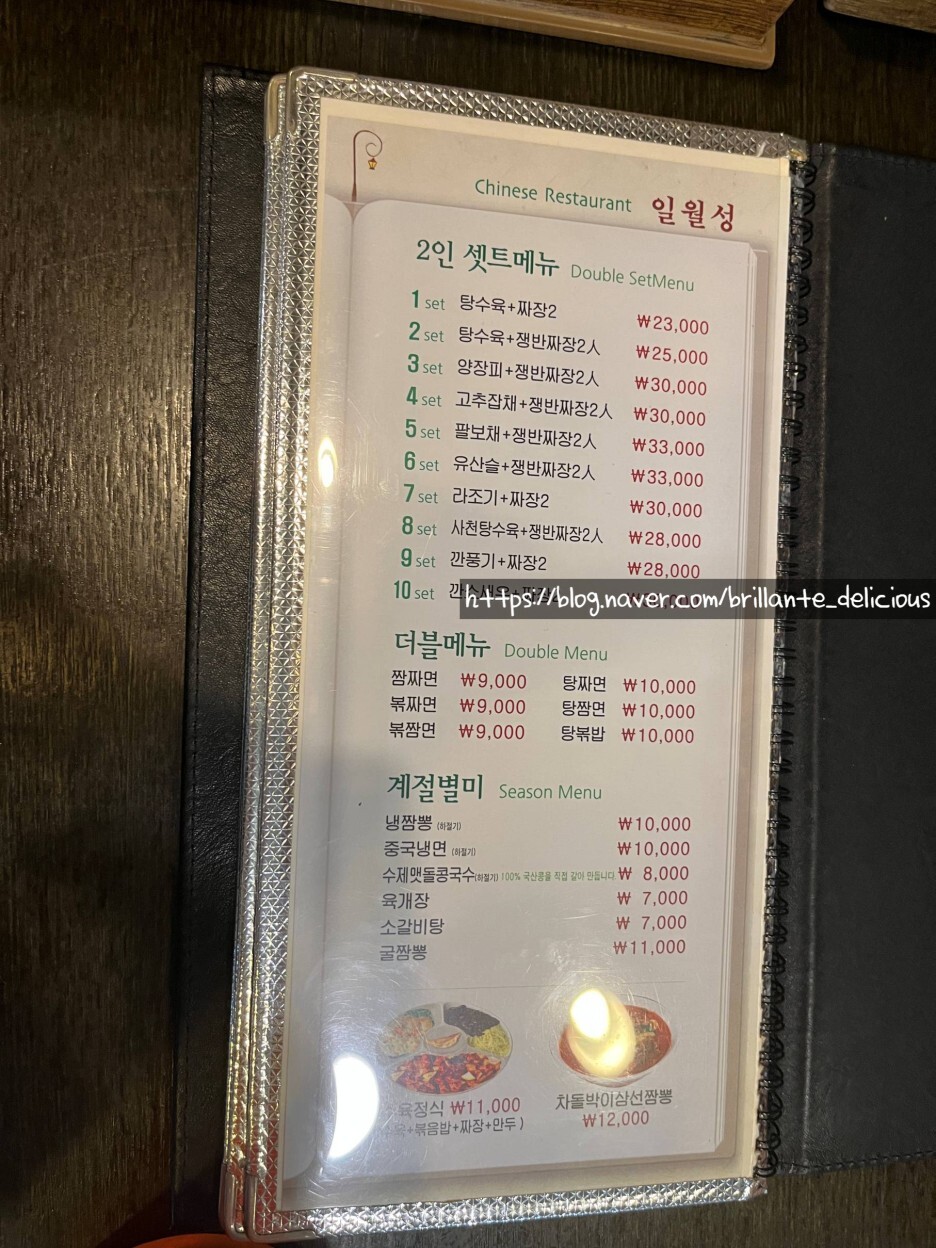 Chinese Restaurant 일월성
2인 셋트메뉴 Double SetMenu
1 set 탕수육+짜장2 ₩23,000
2 set 탕수육+쟁반짜장2人 ₩25,000
3 set 양장피+쟁반짜장2人 ₩30,000
4 set 고추잡채+쟁반짜장2人 ₩30,000
5 set 팔보채+쟁반짜장2人 ₩33,000
6 set 유산슬+쟁반짜장2人 ₩33,000
7 set 라조기+짜장2 ₩30,000
8 set 사천탕수육+쟁반짜장2人 ₩28,000
9 set 깐풍기+짜장2 ₩28,000
10 set
https://blog.naver.com/brillante_delicious
더블메뉴 Double Menu
짬짜면 ₩9,000 탕짜면 ₩10,000
볶짜면 ₩9,000 탕짬면 ₩10,000
볶짬면 ₩9,000 탕볶밥 ₩10,000
계절별미 Season Menu
냉짬뽕 (하절기) ₩10,000
중국냉면 (하절기) ₩10,000
수제맷돌콩국수(하절기) 100% 국산콩을 직접 갈아 만듭니다. ₩ 8,000
육개장 ₩ 7,000
소갈비탕 ₩ 7,000
굴짬뽕 ₩11,000
육정식 ₩11,000
+볶음밥+짜장+만두)
차돌박이삼선짬뽕
₩12,000